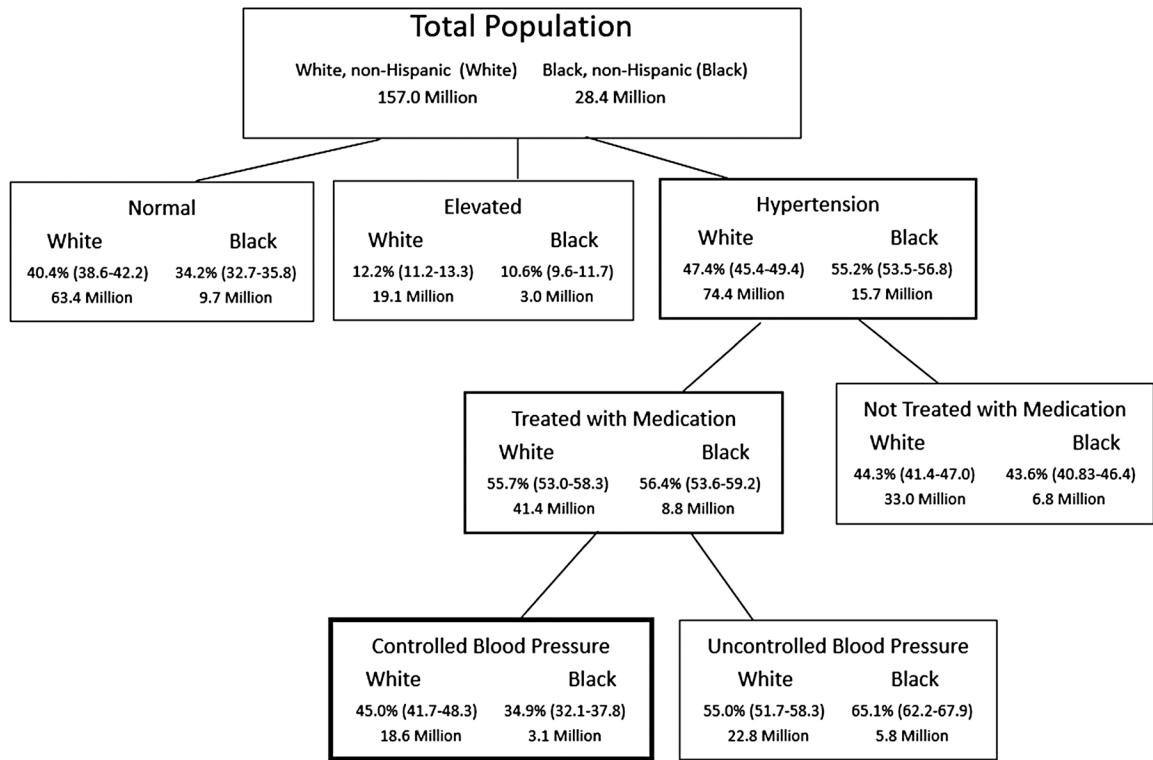 Total Population
White, non-Hispanic (White) Black, non-Hispanic (Black)
157.0 Million 28.4 Million
Normal
White Black
40.4% (38.6-42.2) 34.2% (32.7-35.8)
63.4 Million 9.7 Million
Elevated
White Black
12.2% (11.2-13.3) 10.6% (9.6-11.7)
19.1 Million 3.0 Million
Hypertension
White Black
47.4% (45.4-49.4) 55.2% (53.5-56.8)
74.4 Million 15.7 Million
Treated with Medication
White Black
55.7% (53.0-58.3) 56.4% (53.6-59.2)
41.4 Million 8.8 Million
Not Treated with Medication
White Black
44.3% (41.4-47.0) 43.6% (40.83-46.4)
33.0 Million 6.8 Million
Controlled Blood Pressure
White Black
45.0% (41.7-48.3) 34.9% (32.1-37.8)
18.6 Million 3.1 Million
Uncontrolled Blood Pressure
White Black
55.0% (51.7-58.3) 65.1% (62.2-67.9)
22.8 Million 5.8 Million